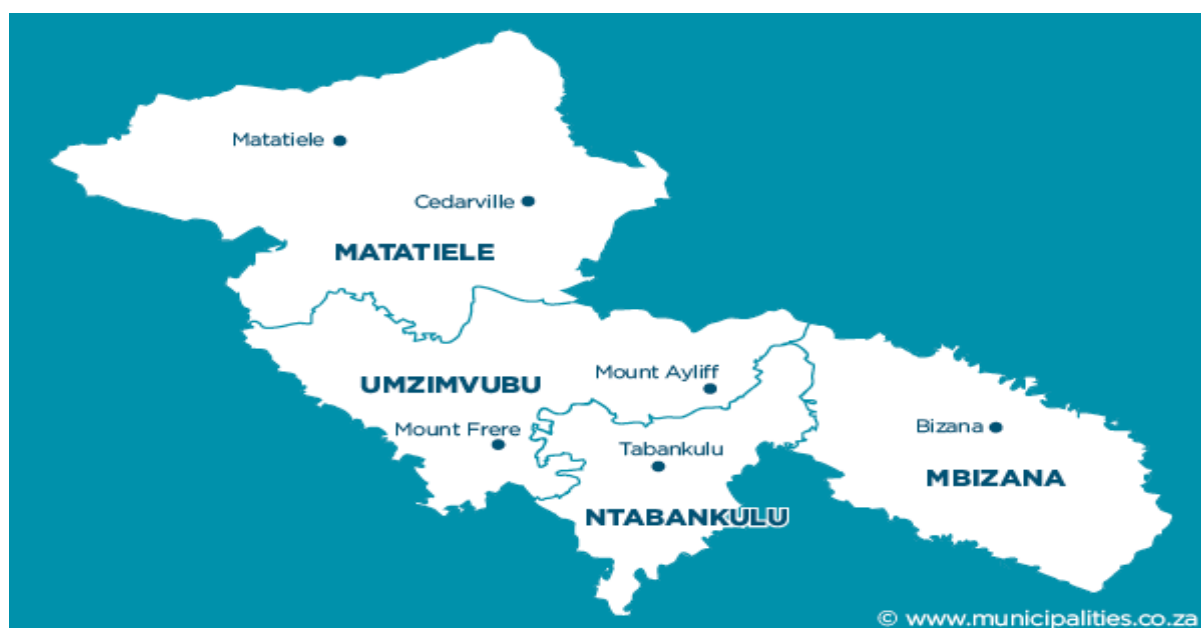 Matatiele
Cedarville
MATATIELE
Mount Ayliff
UMZIMVUBU
Mount Frere
Bizana
Tabankulu
MBIZANA
NTABANKULU
© www.municipalities.co.za